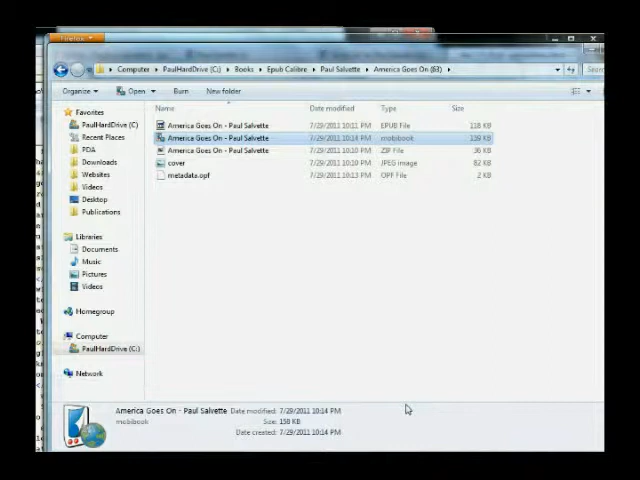 Firefox
Computer PaulHardDrive (C:) Books Epub Calibre Paul Salvette America Goes On (63)
Organize Open Burn New folder
Name Date modified Type Size
Favorites
PaulHardDrive (C)
Recent Places
PDA
Downloads
Websites
Videos
Desktop
Publications
Libraries
Documents
Music
Pictures
Videos
Homegroup
Computer
PaulHardDrive (C:)
Network
America Goes On - Paul Salvette 7/29/2011 10:11 PM EPUB File 118 KB
America Goes On - Paul Salvette 7/29/2011 10:14 PM mobibook 159 KB
America Goes On - Paul Salvette 7/29/2011 10:10 PM ZIP File 36 KB
cover 7/29/2011 10:10 PM JPEG image 82 KB
metadata.opf 7/29/2011 10:13 PM OPF File 2 KB
America Goes On - Paul Salvette Date modified: 7/29/2011 10:14 PM
mobibook Size: 158 KB
Date created: 7/29/2011 10:14 PM